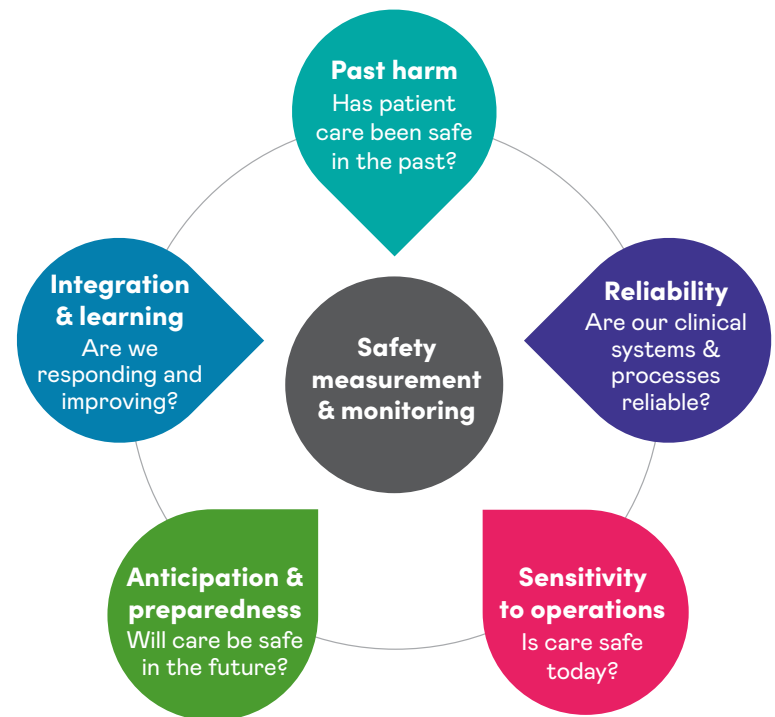 Past harm
Has patient
care been safe
in the past?
Integration
& learning
Are we
responding and
improving?
Safety
measurement
& monitoring
Reliability
Are our clinical
systems &
processes
reliable?
Anticipation &
preparedness
Will care be safe
in the future?
Sensitivity
to operations
Is care safe
today?